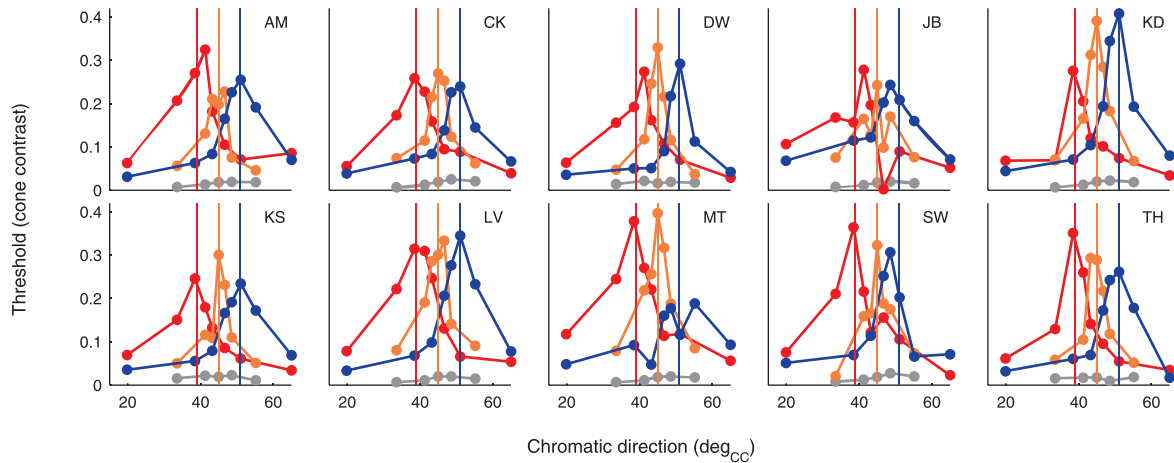 Threshold (cone contrast)
AM
CK
DW
JB
KD
0.4
0.3
0.2
0.1
0
KS
LV
MT
SW
TH
0.4
0.3
0.2
0.1
0
20 40 60
20 40 60
20 40 60
20 40 60
20 40 60
Chromatic direction (deg_CC)